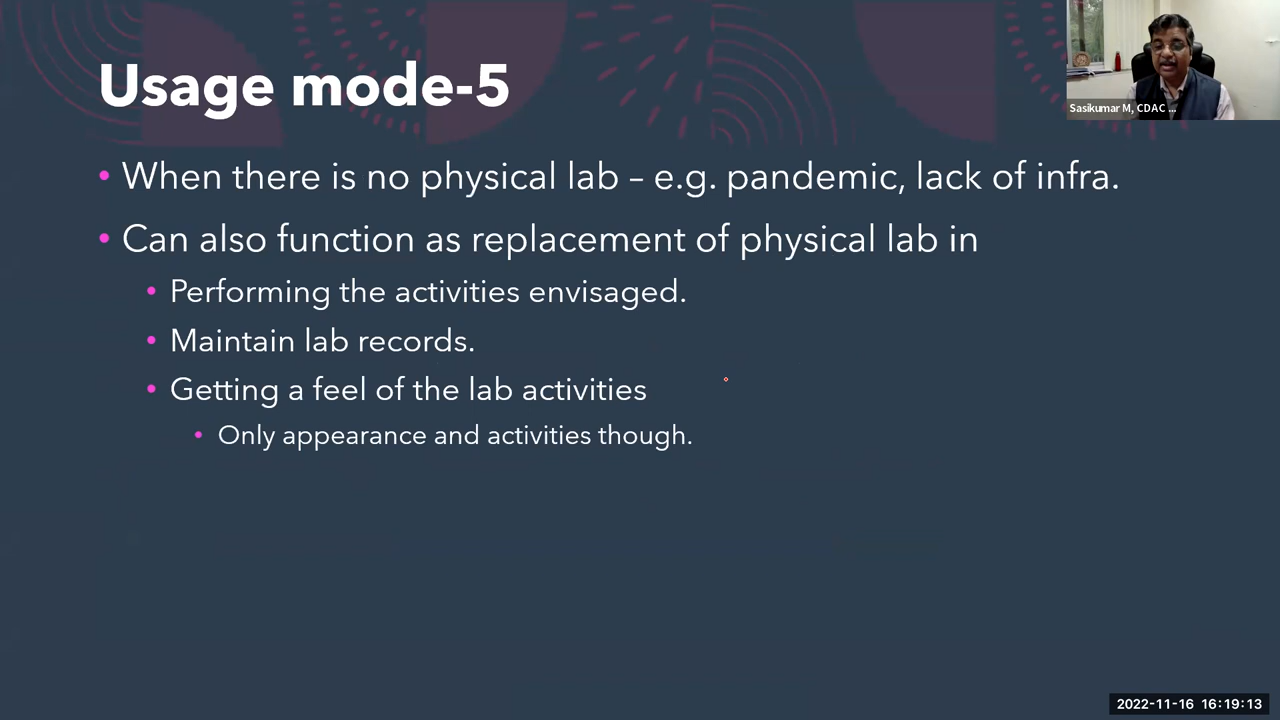 Usage mode-5
Sasikumar M, CDAC ...
• When there is no physical lab – e.g. pandemic, lack of infra.
• Can also function as replacement of physical lab in
• Performing the activities envisaged.
• Maintain lab records.
• Getting a feel of the lab activities
• Only appearance and activities though.
2022-11-16 16:19:13